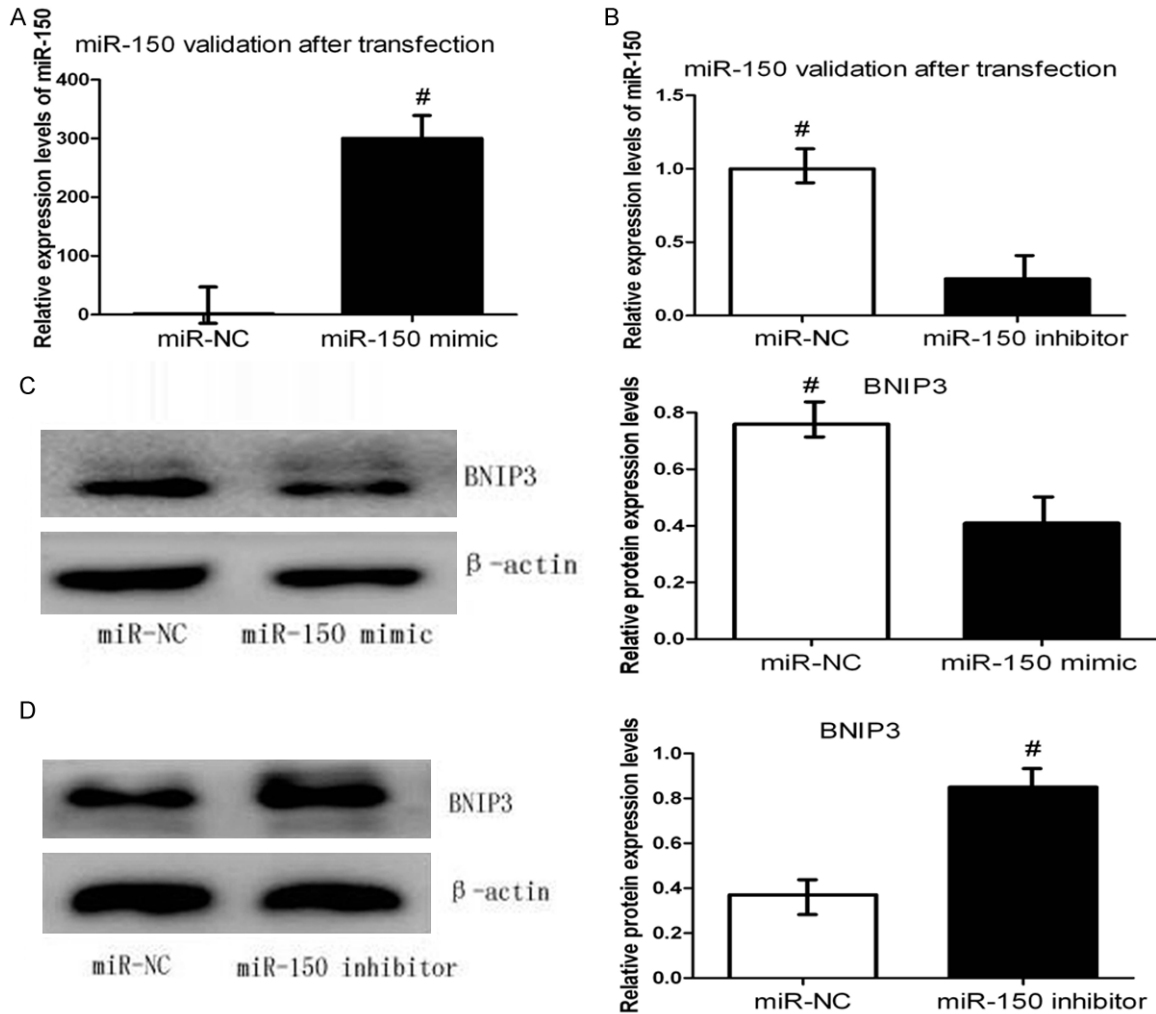 A
miR-150 validation after transfection
Relative expression levels of miR-150
400
300
200
100
0
#
miR-NC
miR-150 mimic
B
miR-150 validation after transfection
Relative expression levels of miR-150
1.5
1.0
0.5
0.0
#
miR-NC
miR-150 inhibitor
C
BNIP3
β-actin
miR-NC
miR-150 mimic
BNIP3
Relative protein expression levels
0.8
0.6
0.4
0.2
0.0
#
miR-NC
miR-150 mimic
D
BNIP3
β-actin
miR-NC
miR-150 inhibitor
BNIP3
Relative protein expression levels
1.0
0.8
0.6
0.4
0.2
0.0
#
miR-NC
miR-150 inhibitor